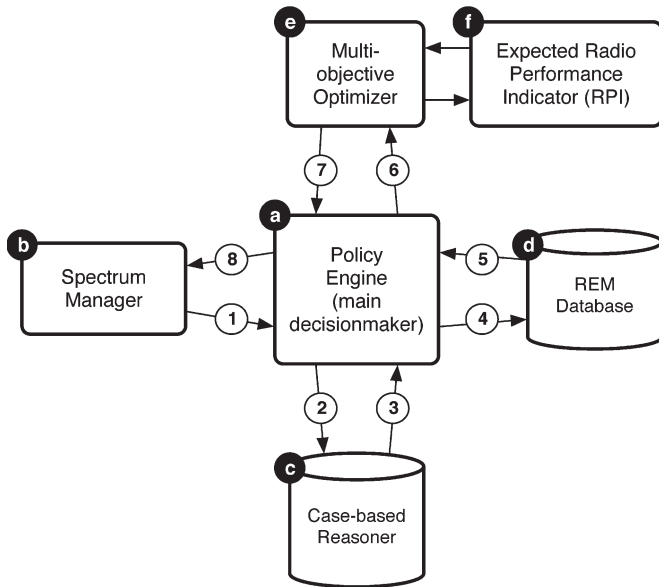 e
Multi-
objective
Optimizer
f
Expected Radio
Performance
Indicator (RPI)
7
6
a
Policy
Engine
(main
decisionmaker)
b
Spectrum
Manager
8
1
5
4
d
REM
Database
2
3
c
Case-based
Reasoner